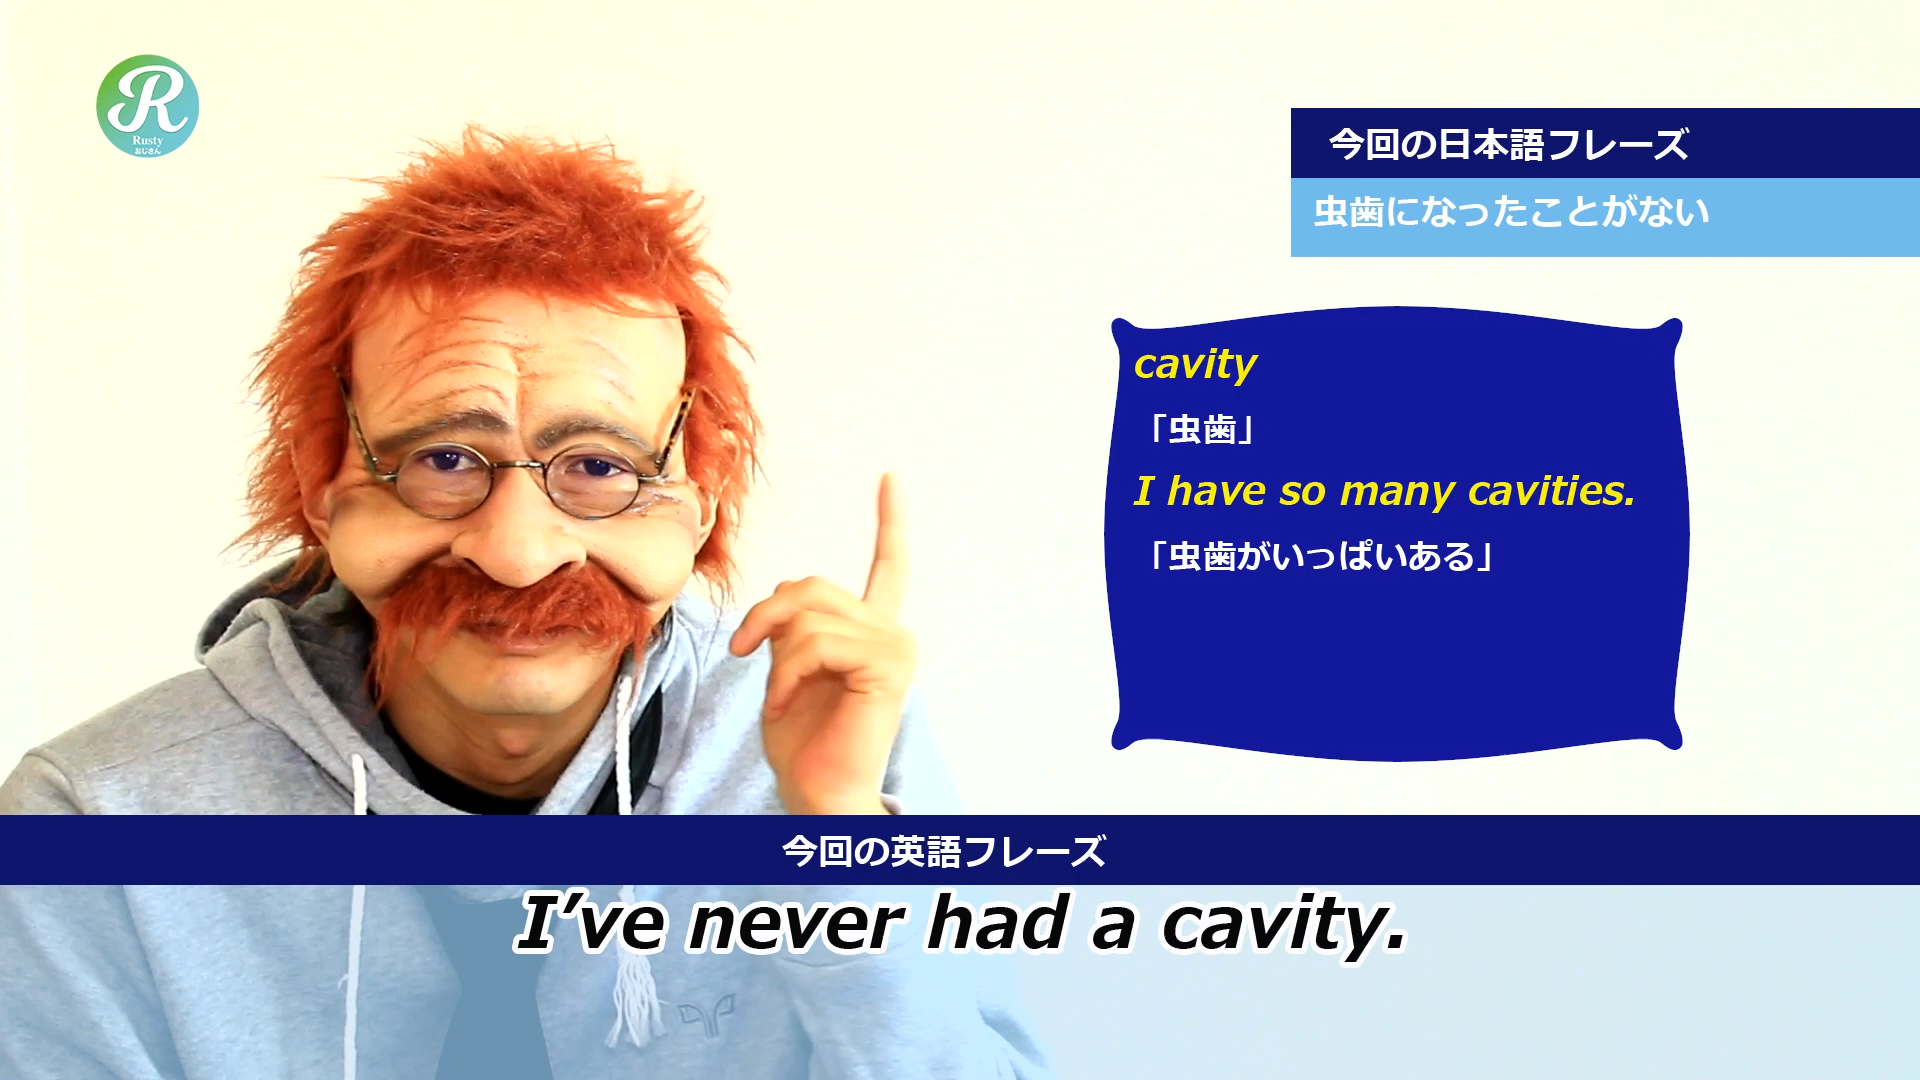 R
Rusty
おじさん
今回の日本語フレーズ
虫歯になったことがない
cavity
「虫歯」
I have so many cavities.
「虫歯がいっぱいある」
今回の英語フレーズ
I’ve never had a cavity.